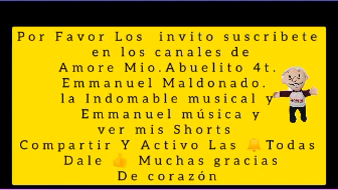 Por Favor Los invito suscribete
en los canales de
Amore Mio.Abuelito 4t.
Emmanuel Maldonado.
la Indomable musical y
Emmanuel música y
ver mis Shorts
Compartir Y Activo Las 🔔Todas
Dale 👍 Muchas gracias
De corazón